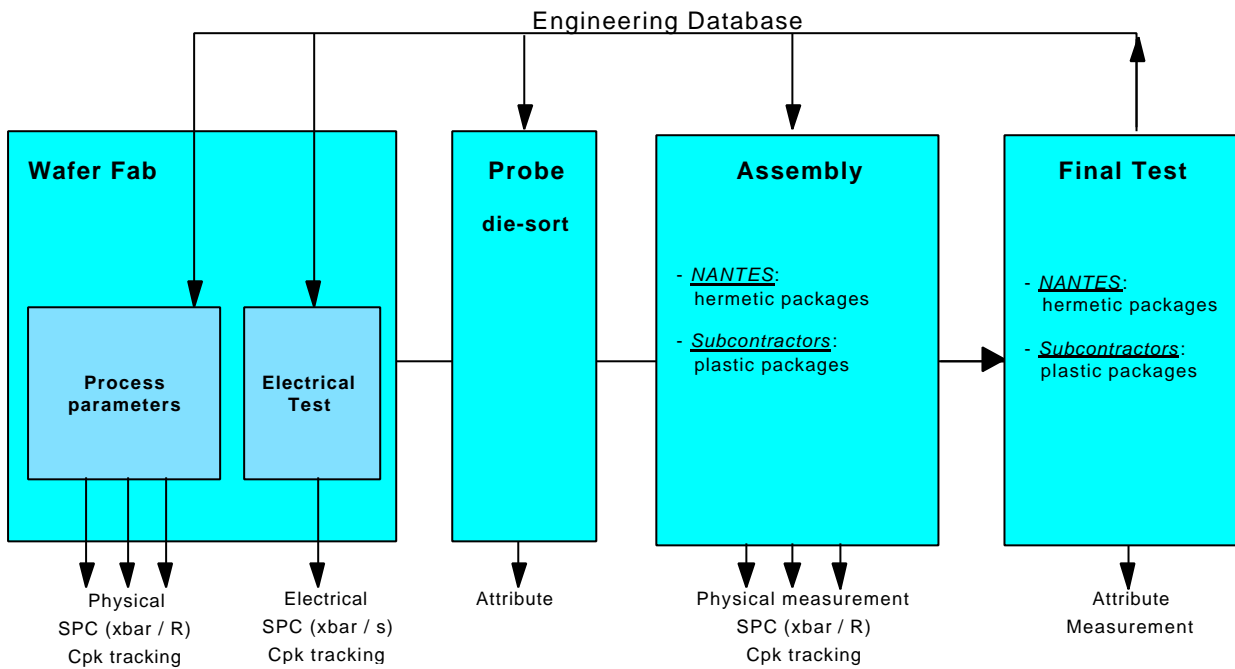 Engineering Database
Wafer Fab
Process
parameters
Electrical
Test
Physical
SPC (xbar / R)
Cpk tracking
Electrical
SPC (xbar / s)
Cpk tracking
Probe
die-sort
Attribute
Assembly
- NANTES:
hermetic packages
- Subcontractors:
plastic packages
Physical measurement
SPC (xbar / R)
Cpk tracking
Final Test
- NANTES:
hermetic packages
- Subcontractors:
plastic packages
Attribute
Measurement